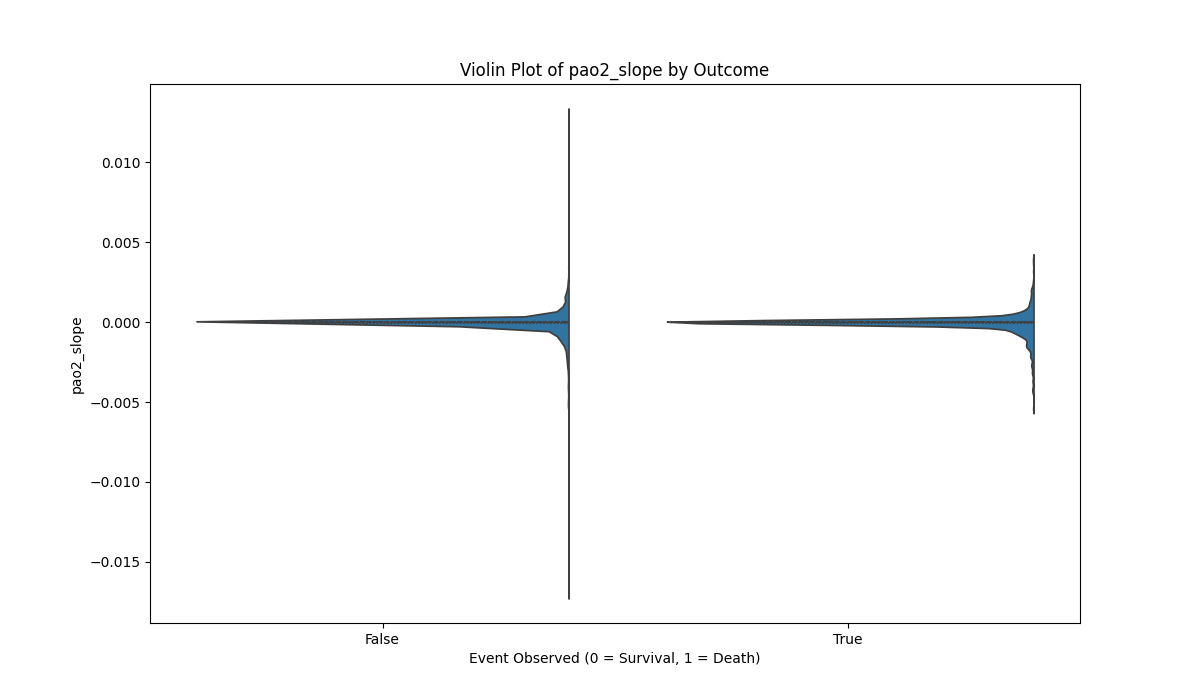 Violin Plot of pao2_slope by Outcome
pao2_slope
0.010
0.005
0.000
−0.005
−0.010
−0.015
False
True
Event Observed (0 = Survival, 1 = Death)